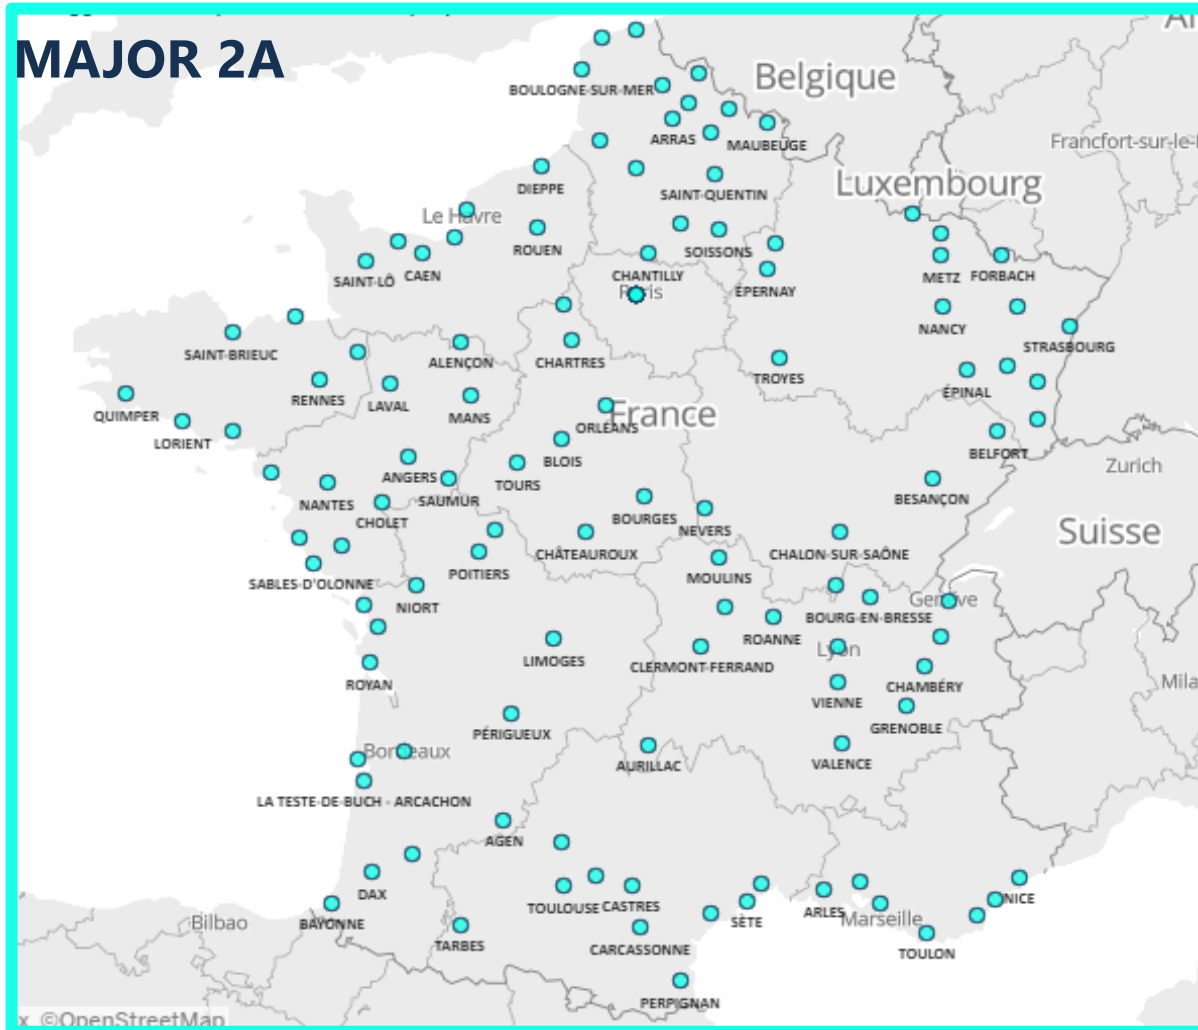 MAJOR 2A
Belgique
BOULOGNE-SUR-MER
ARRAS
MAUBEUGE
Francfort-sur-le-
DIEPPE
SAINT-QUENTIN
Luxembourg
Le Havre
ROUEN
SOISSONS
SAINT-LÔ
CAEN
CHANTILLY
ÉPERNAY
METZ
FORBACH
Paris
NANCY
SAINT-BRIEUC
ALENÇON
CHARTRES
STRASBOURG
TROYES
QUIMPER
RENNES
LAVAL
MANS
ÉPINAL
France
ORLÉANS
LORIENT
BLOIS
BELFORT
Zurich
ANGERS
TOURS
NANTES
SAUMUR
BESANÇON
CHOLET
BOURGES
NEVERS
Suisse
CHÂTEAUROUX
CHALON-SUR-SAÔNE
POITIERS
MOULINS
SABLES-D'OLONNE
NIORT
Genève
BOURG-EN-BRESSE
ROANNE
LIMOGES
CLERMONT-FERRAND
Lyon
ROYAN
CHAMBÉRY
Mila
VIENNE
PÉRIGUEUX
GRENOBLE
Bordeaux
AURILLAC
VALENCE
LA TESTE-DE-BUCH - ARCACHON
AGEN
DAX
TOULOUSE
CASTRES
NICE
Bilbao
BAYONNE
SÈTE
ARLES
Marseille
TARBES
CARCASSONNE
TOULON
PERPIGNAN
x ©OpenStreetMap